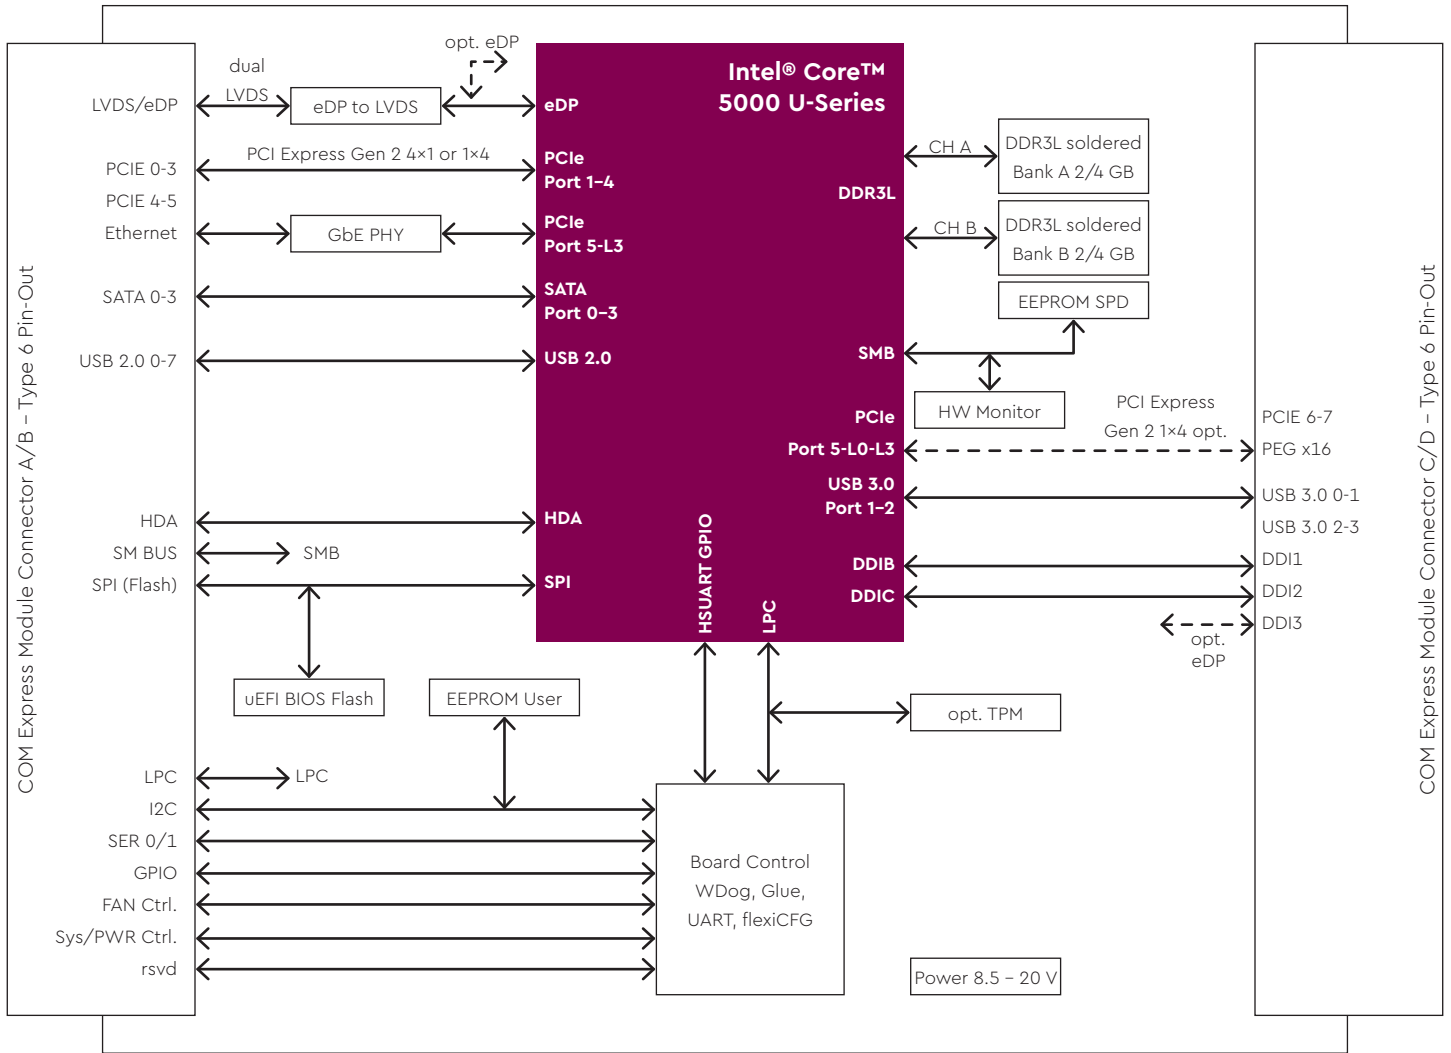 COM Express Module Connector A/B – Type 6 Pin-Out
LVDS/eDP
PCIE 0-3
PCIE 4-5
Ethernet
SATA 0-3
USB 2.0 0-7
HDA
SM BUS
SPI (Flash)
LPC
I2C
SER 0/1
GPIO
FAN Ctrl.
Sys/PWR Ctrl.
rsvd
dual
LVDS
eDP to LVDS
opt. eDP
PCI Express Gen 2 4×1 or 1×4
GbE PHY
SMB
uEFI BIOS Flash
EEPROM User
LPC
Intel® Core™
5000 U-Series
eDP
PCIe
Port 1–4
PCIe
Port 5-L3
SATA
Port 0–3
USB 2.0
HDA
SPI
DDR3L
SMB
PCIe
Port 5-L0-L3
USB 3.0
Port 1–2
DDIB
DDIC
HSUART GPIO
LPC
CH A
DDR3L soldered
Bank A 2/4 GB
CH B
DDR3L soldered
Bank B 2/4 GB
EEPROM SPD
HW Monitor
PCI Express
Gen 2 1×4 opt.
opt.
eDP
opt. TPM
Board Control
WDog, Glue,
UART, flexiCFG
Power 8.5 – 20 V
PCIE 6-7
PEG x16
USB 3.0 0-1
USB 3.0 2-3
DDI1
DDI2
DDI3
COM Express Module Connector C/D – Type 6 Pin-Out